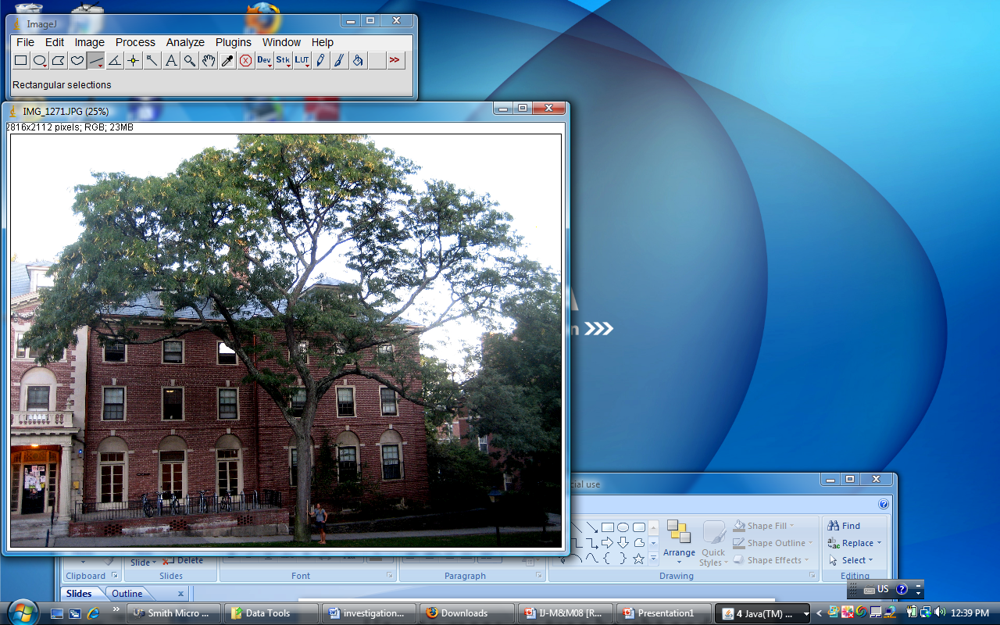 ImageJ
File Edit Image Process Analyze Plugins Window Help
A Dev Stk LUT >>
Rectangular selections
IMG_1271.JPG (25%)
2816x2112 pixels; RGB; 23MB
Find
Shape Fill
Replace
Shape Outline
Arrange
Quick Styles
Select
Shape Effects
Slide
Delete
Clipboard
Slides
Font
Paragraph
Drawing
Editing
Slides Outline x
US
Smith Micro ...
Data Tools
investigation...
Downloads
IJ-M&M08 [R...
Presentation1
4 Java(TM) ...
12:39 PM